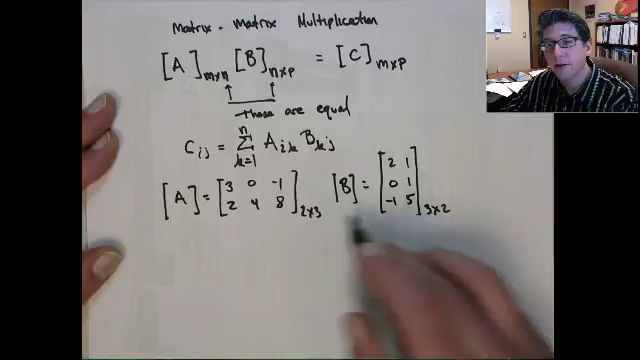 Matrix - matrix Multiplication
[A]m×n [B]n×p = [C]m×p
These are equal
Cij = n Σ k=1 Aik Bkj
[A] = [3 0 -1 2 4 8]2×3 [B] = [2 1 0 1 -1 5]3×2